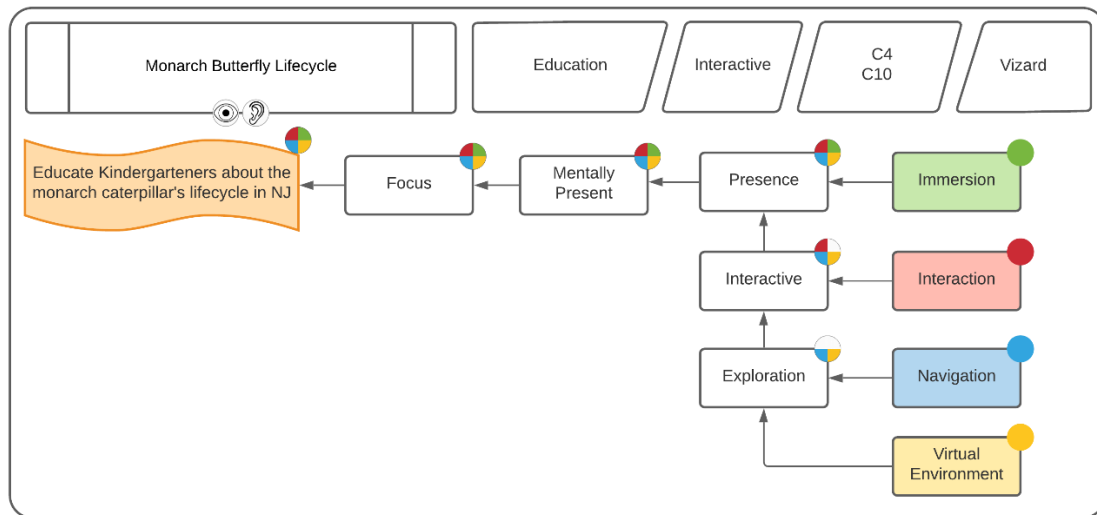 Monarch Butterfly Lifecycle
Education
Interactive
C4
C10
Vizard
Educate Kindergarteners about the
monarch caterpillar's lifecycle in NJ
Focus
Mentally
Present
Presence
Immersion
Interactive
Interaction
Exploration
Navigation
Virtual
Environment